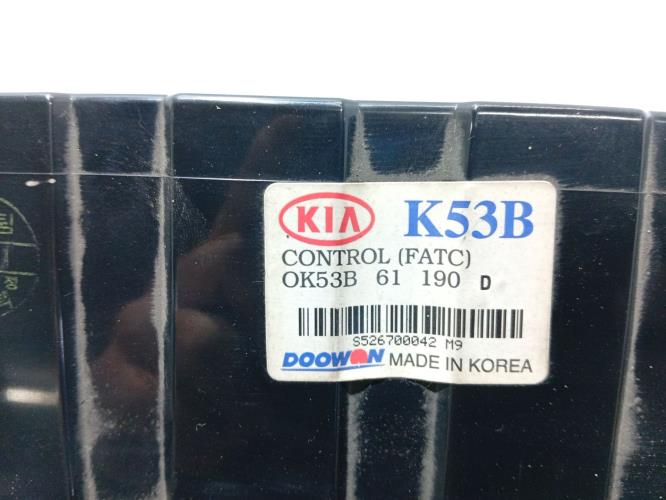 KIA K53B
CONTROL (FATC)
OK53B 61 190 D
S526700042 M9
DOOWON MADE IN KOREA